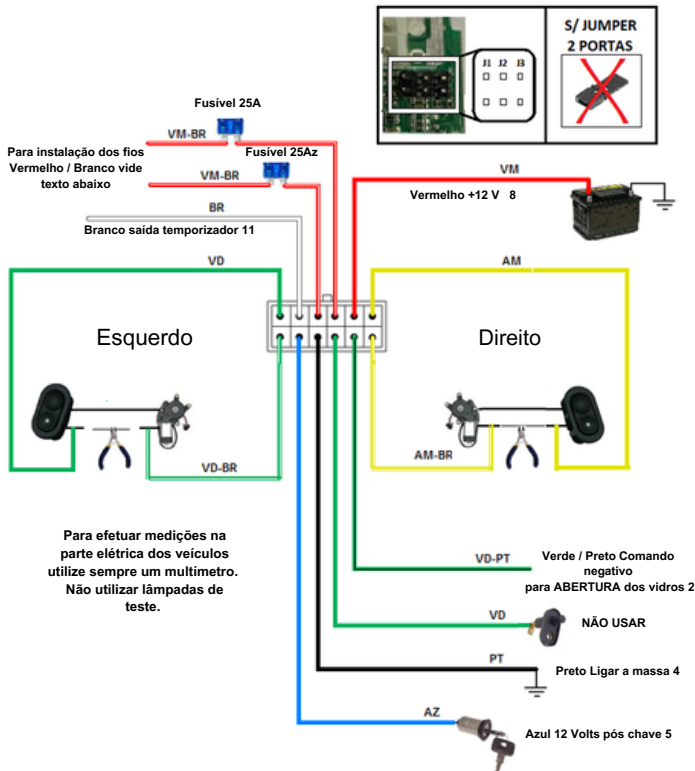 S/ JUMPER
2 PORTAS
J1 J2 J3
Fusível 25A
VM-BR
Para instalação dos fios
Vermelho / Branco vide
texto abaixo
Fusível 25Az
VM-BR
VM
Vermelho +12 V 8
BR
Branco saída temporizador 11
VD
AM
Esquerdo
Direito
VD-BR
AM-BR
Para efetuar medições na
parte elétrica dos veículos
utilize sempre um multímetro.
Não utilizar lâmpadas de
teste.
VD-PT
Verde / Preto Comando
negativo
para ABERTURA dos vidros 2
VD
NÃO USAR
PT
Preto Ligar a massa 4
AZ
Azul 12 Volts pós chave 5